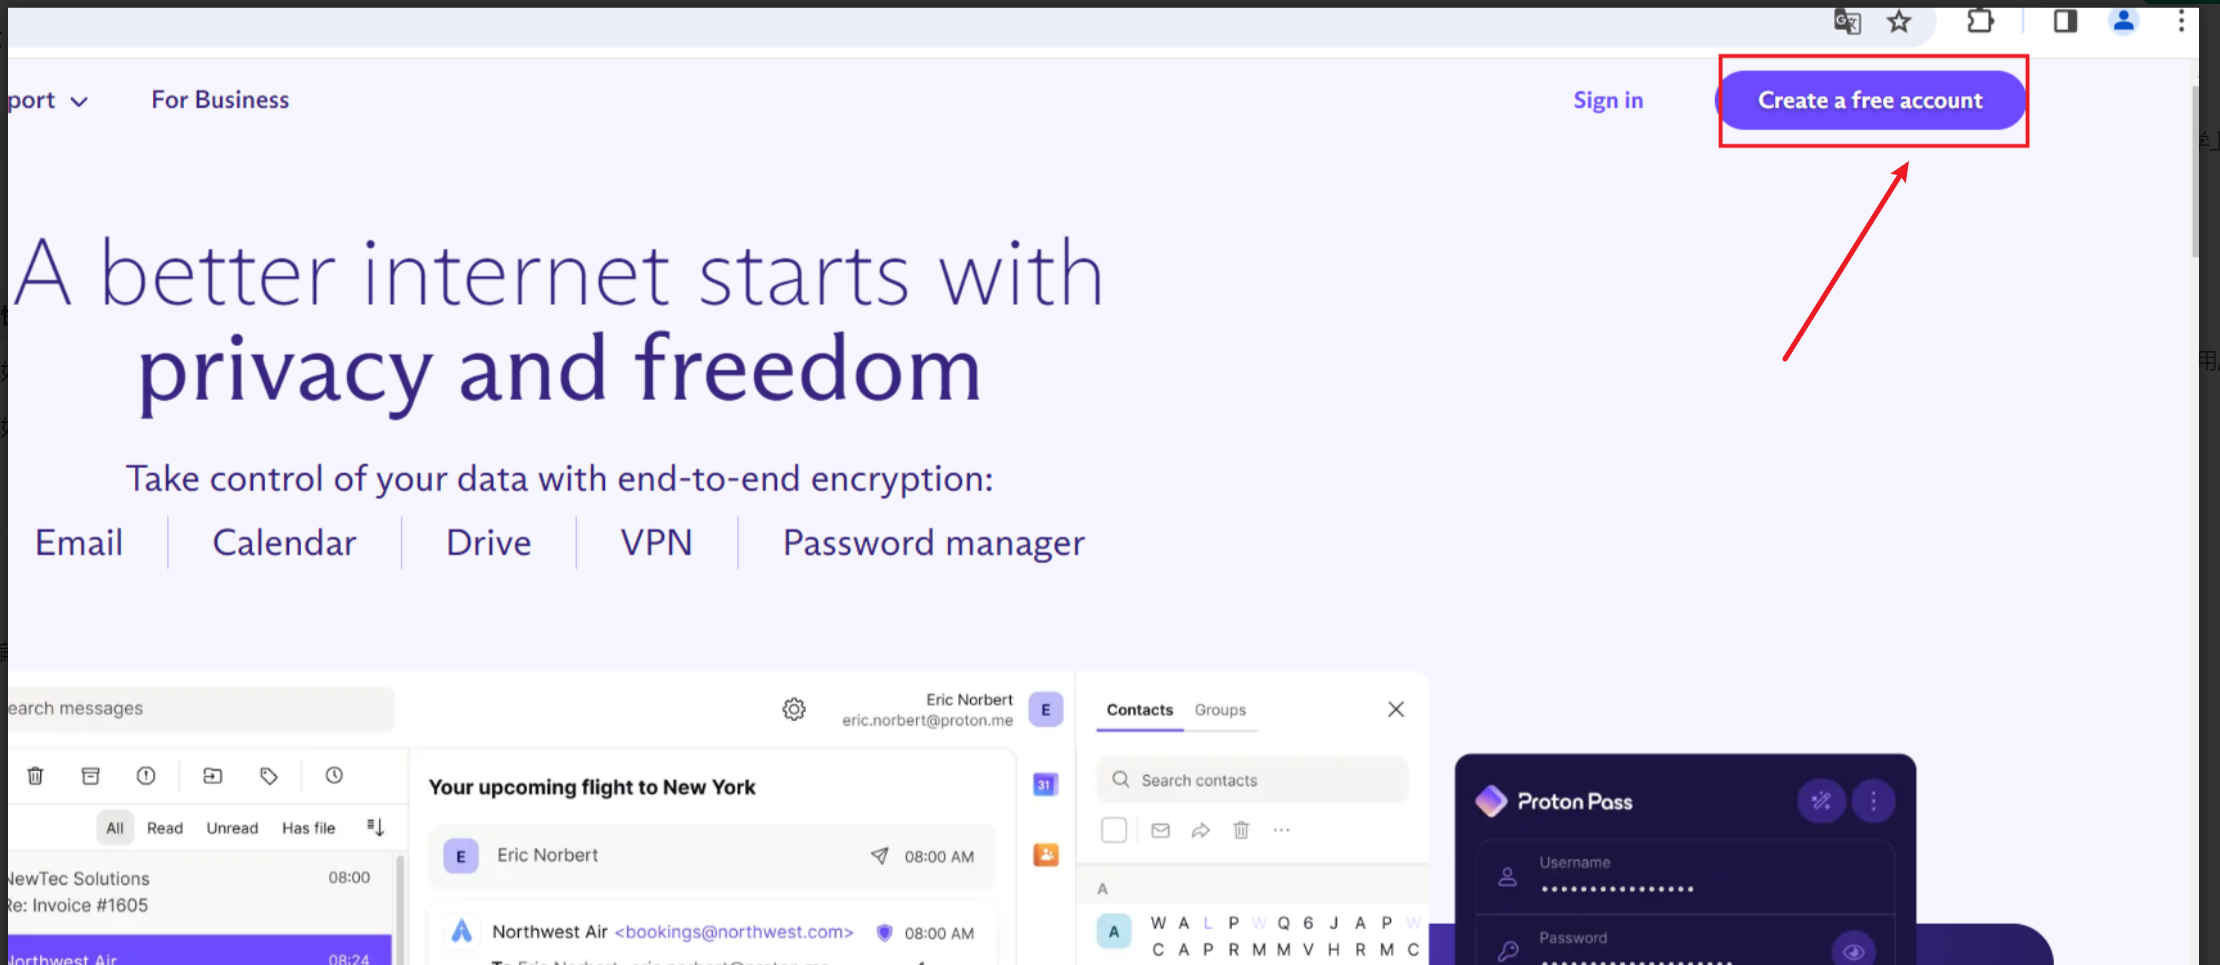 port
For Business
Sign in
Create a free account
A better internet starts with
privacy and freedom
Take control of your data with end-to-end encryption:
Email
Calendar
Drive
VPN
Password manager
earch messages
Eric Norbert
eric.norbert@proton.me
E
Contacts
Groups
Search contacts
All
Read
Unread
Has file
NewTec Solutions
08:00
Re: Invoice #1605
Northwest Air
08:24
Your upcoming flight to New York
E
Eric Norbert
08:00 AM
Northwest Air <bookings@northwest.com>
08:00 AM
31
A
A
W A L P W Q 6 J A P W
C A P R M M V H R M C
Proton Pass
Username
Password